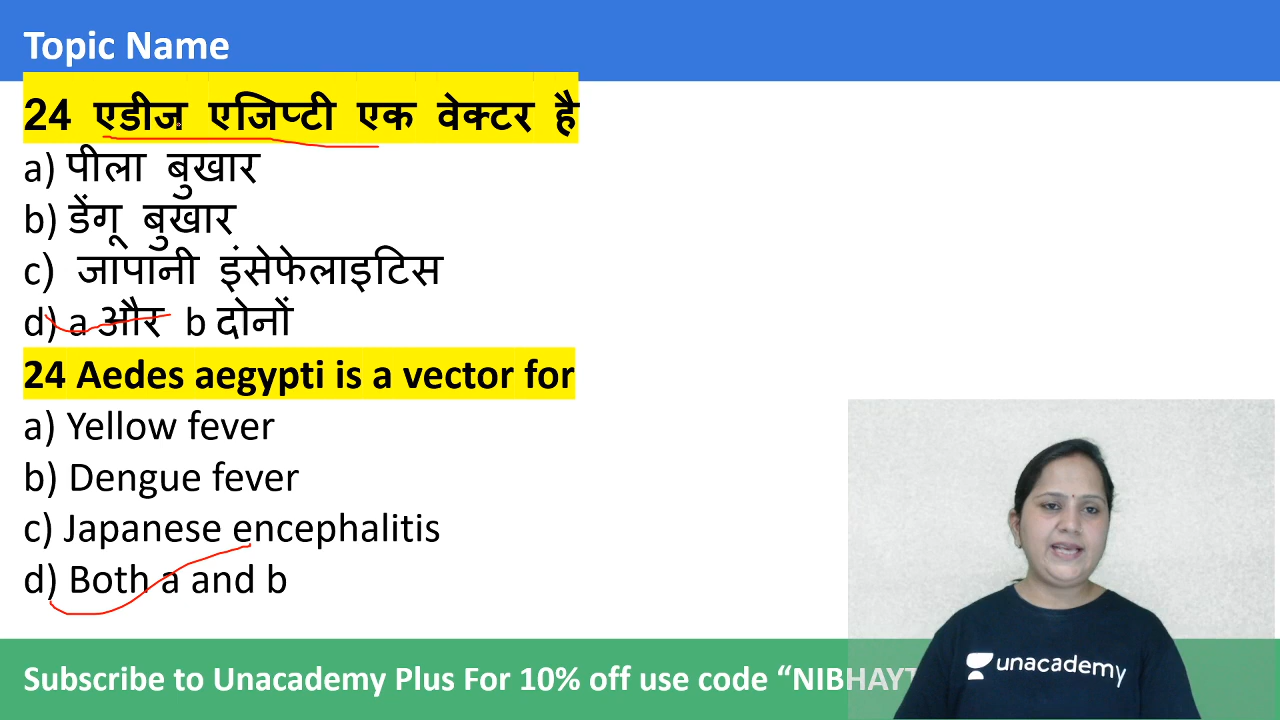 Topic Name
24 एडीज एजिप्टी एक वेक्टर है
a) पीला बुखार
b) डेंगू बुखार
c) जापानी इंसेफेलाइटिस
d) a और b दोनों
24 Aedes aegypti is a vector for
a) Yellow fever
b) Dengue fever
c) Japanese encephalitis
d) Both a and b
unacademy
Subscribe to Unacademy Plus For 10% off use code “NIBHAYT